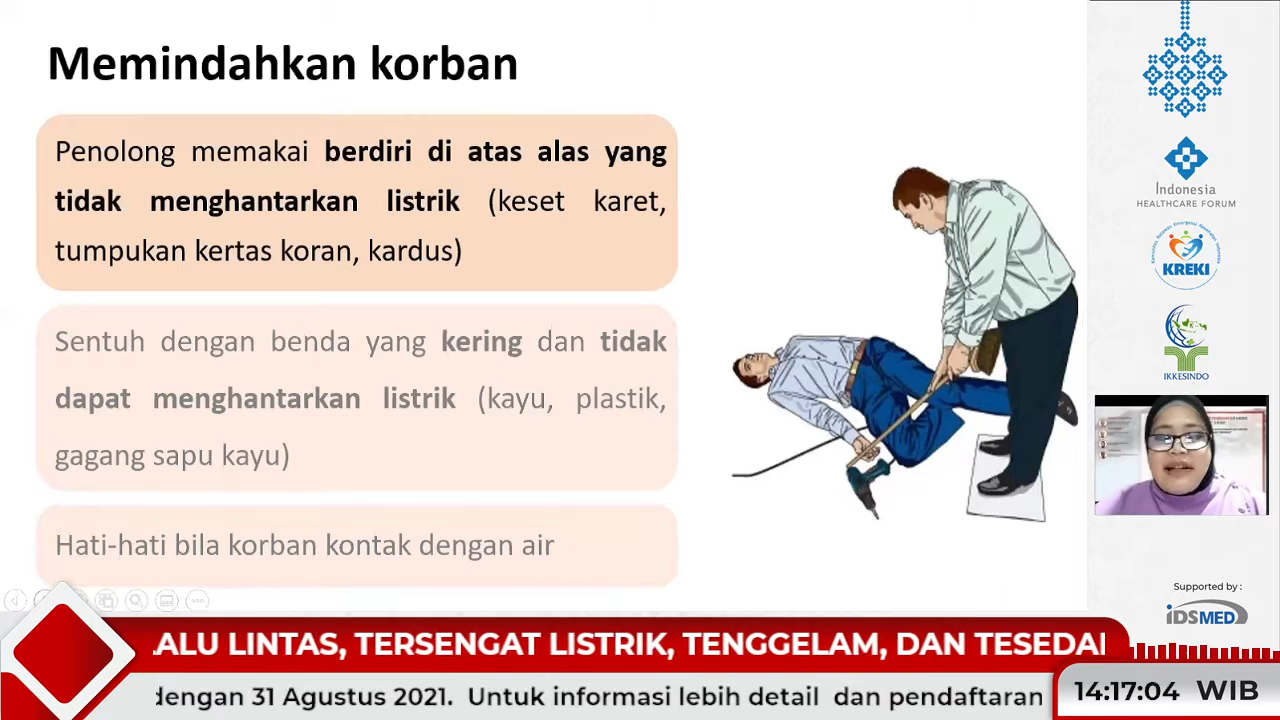 Memindahkan korban
Penolong memakai berdiri di atas alas yang
tidak menghantarkan listrik (keset karet,
tumpukan kertas koran, kardus)
Sentuh dengan benda yang kering dan tidak
dapat menghantarkan listrik (kayu, plastik,
gagang sapu kayu)
Hati-hati bila korban kontak dengan air
Indonesia
HEALTHCARE FORUM
KREKI
IKKESINDO
Supported by :
iDSMED
LALU LINTAS, TERSENGAT LISTRIK, TENGGELAM, DAN TESEDAK
dengan 31 Agustus 2021. Untuk informasi lebih detail dan pendaftaran
14:17:04 WIB